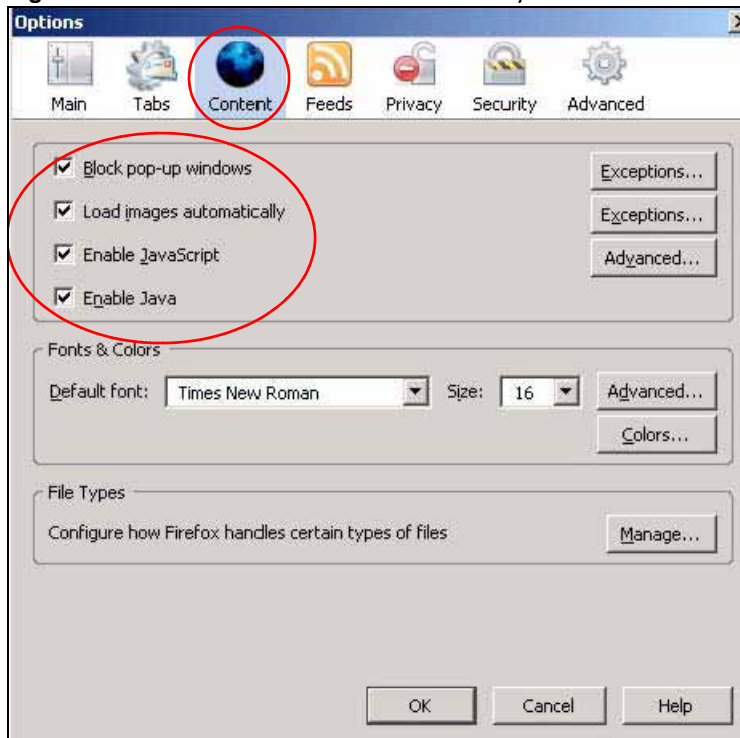 Options
Main Tabs Content Feeds Privacy Security Advanced
Block pop-up windows Exceptions...
Load images automatically Exceptions...
Enable JavaScript Advanced...
Enable Java
Fonts & Colors
Default font: Times New Roman Size: 16 Advanced...
Colors...
File Types
Configure how Firefox handles certain types of files Manage...
OK Cancel Help